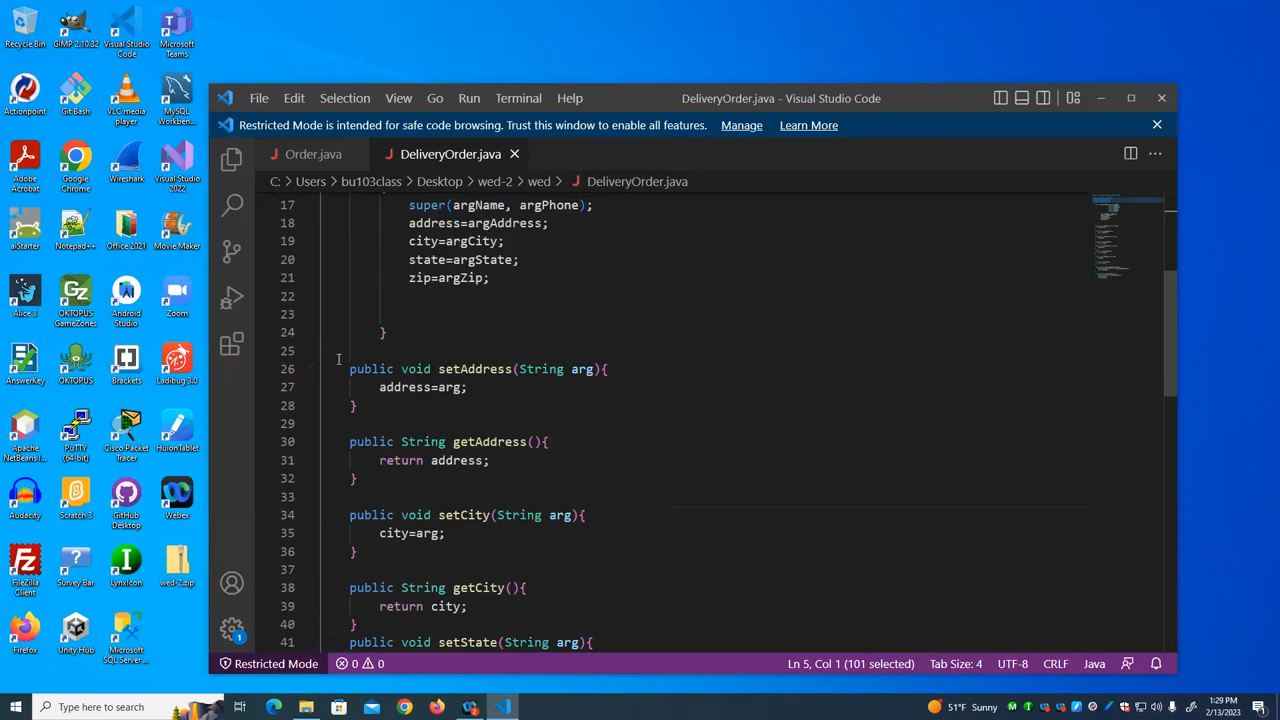 Recycle Bin
GIMP 2.10.32
Visual Studio Code
Microsoft Teams
Actionpoint
Git Bash
VLC media player
MySQL Workben...
Adobe Acrobat
Google Chrome
Wireshark
Visual Studio 2022
aiStarter
Notepad++
Office 2021
Movie Maker
Alice 3
OKTOPUS GameZones
Android Studio
Zoom
AnswerKey
OKTOPUS
Brackets
Ladibug 3.0
Apache NetBeans I...
PuTTY (64-bit)
Cisco Packet Tracer
HuionTablet
Audacity
Scratch 3
GitHub Desktop
Webex
FileZilla Client
Survey Bar
LynxIcon
wed-2.zip
Firefox
Unity Hub
Microsoft SQL Server ...
File Edit Selection View Go Run Terminal Help DeliveryOrder.java - Visual Studio Code
Restricted Mode is intended for safe code browsing. Trust this window to enable all features. Manage Learn More
Order.java DeliveryOrder.java
C: > Users > bu103class > Desktop > wed-2 > wed > DeliveryOrder.java
17 super(argName, argPhone);
18 address=argAddress;
19 city=argCity;
20 state=argState;
21 zip=argZip;
22
23
24 }
25
26 public void setAddress(String arg){
27 address=arg;
28 }
29
30 public String getAddress(){
31 return address;
32 }
33
34 public void setCity(String arg){
35 city=arg;
36 }
37
38 public String getCity(){
39 return city;
40 }
41 public void setState(String arg){
Restricted Mode 0 0 Ln 5, Col 1 (101 selected) Tab Size: 4 UTF-8 CRLF Java
Type here to search
51°F Sunny
1:29 PM
2/13/2023